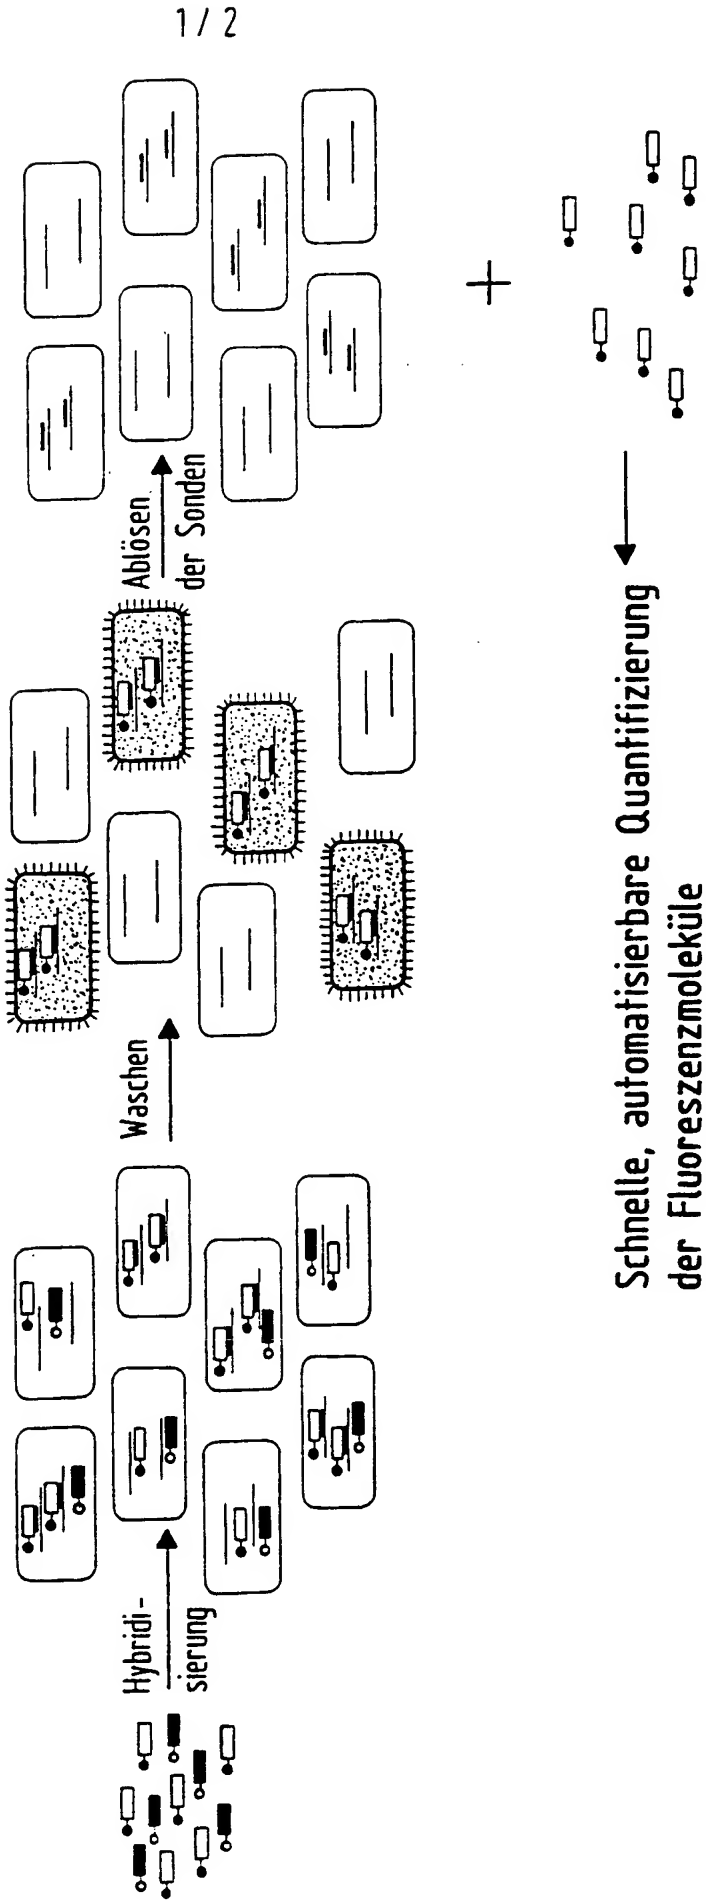 1/2
Hybridi-
sierung
Waschen
Ablösen
der Sonden
Schnelle, automatisierbare Quantifizierung
der Fluoreszenzmoleküle